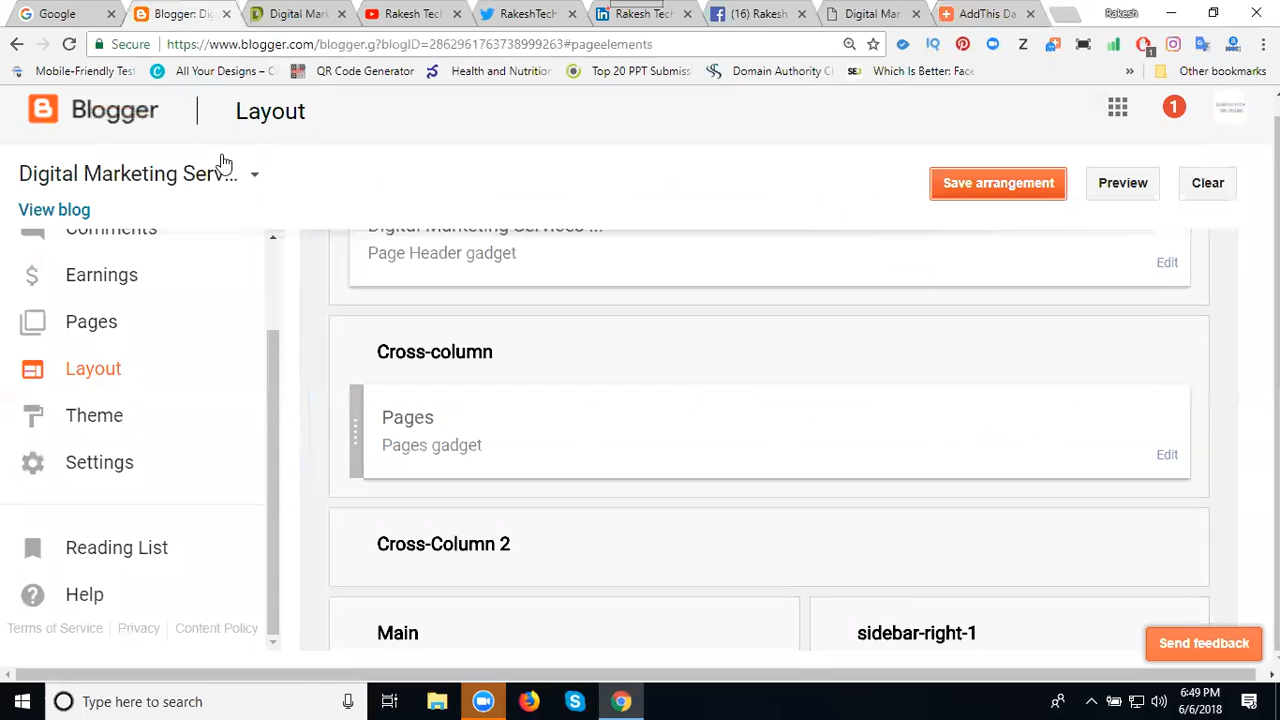 Google
Blogger: Di
Digital Mark
Rakesh Tech
RakeshTech
Rakesh Tech
(16) Rakesh
Digital Mar
AddThis Da
Rakesh
Secure
https://www.blogger.com/blogger.g?blogID=2862961763738999263#pageelements
Mobile-Friendly Test
All Your Designs – C
QR Code Generator
Health and Nutrition
Top 20 PPT Submiss
Domain Authority C
Which Is Better: Face
»
Other bookmarks
Blogger
Layout
1
Digital Marketing Serv...
Save arrangement
Preview
Clear
View blog
Comments
Digital Marketing Services ...
Page Header gadget
Edit
Earnings
Pages
Layout
Theme
Settings
Cross-column
Pages
Pages gadget
Edit
Cross-Column 2
Reading List
Help
Terms of Service
Privacy
Content Policy
Main
sidebar-right-1
Send feedback
Type here to search
6:49 PM
6/6/2018